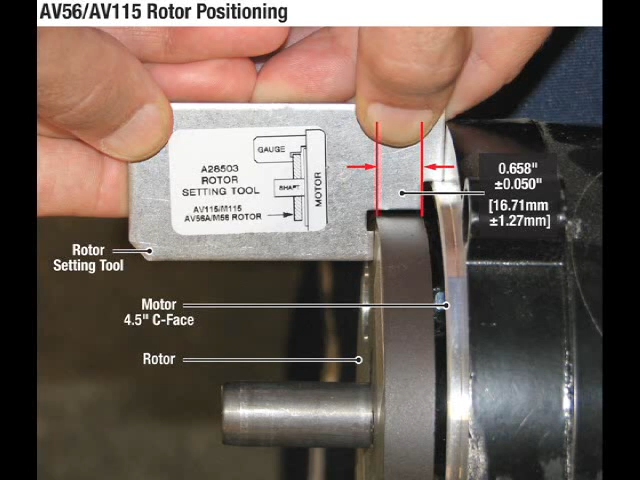 AV56/AV115 Rotor Positioning
GAUGE
A28503
ROTOR
SETTING TOOL
SHAFT
MOTOR
AV115/M115
AV56A/M56 ROTOR
0.658"
±0.050"
[16.71mm
±1.27mm]
Rotor
Setting Tool
Motor
4.5" C-Face
Rotor